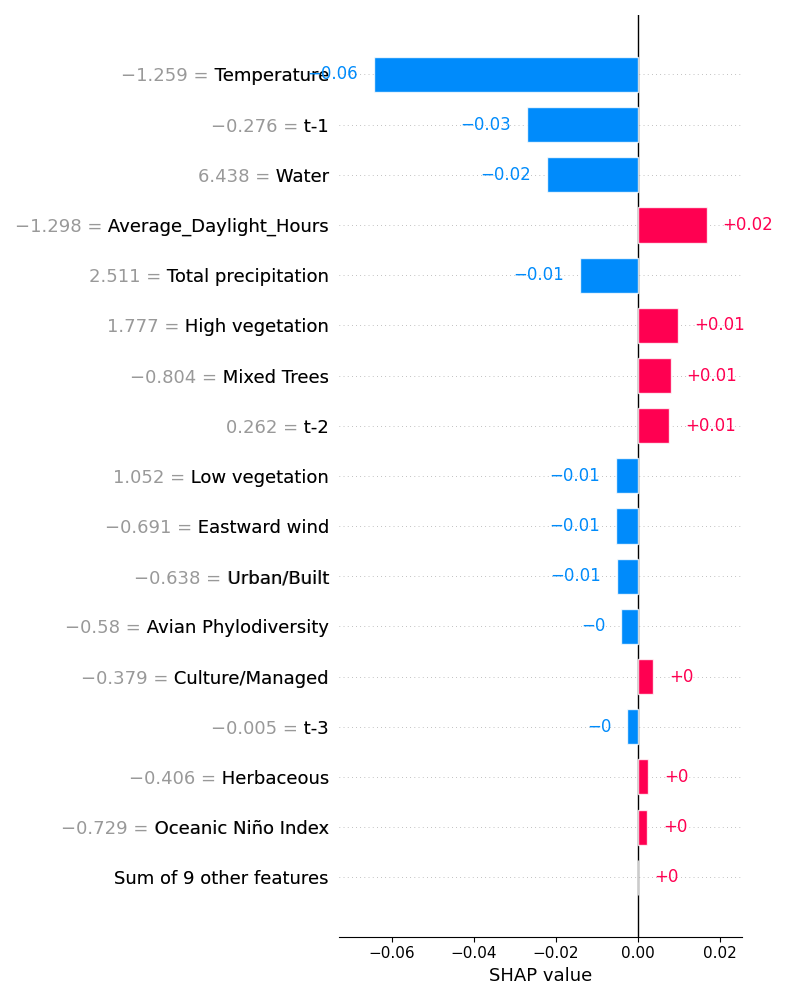 −1.259 = Temperature −0.06
−0.276 = t-1 −0.03
6.438 = Water −0.02
−1.298 = Average_Daylight_Hours +0.02
2.511 = Total precipitation −0.01
1.777 = High vegetation +0.01
−0.804 = Mixed Trees +0.01
0.262 = t-2 +0.01
1.052 = Low vegetation −0.01
−0.691 = Eastward wind −0.01
−0.638 = Urban/Built −0.01
−0.58 = Avian Phylodiversity −0
−0.379 = Culture/Managed +0
−0.005 = t-3 −0
−0.406 = Herbaceous +0
−0.729 = Oceanic Niño Index +0
Sum of 9 other features +0
−0.06 −0.04 −0.02 0.00 0.02
SHAP value